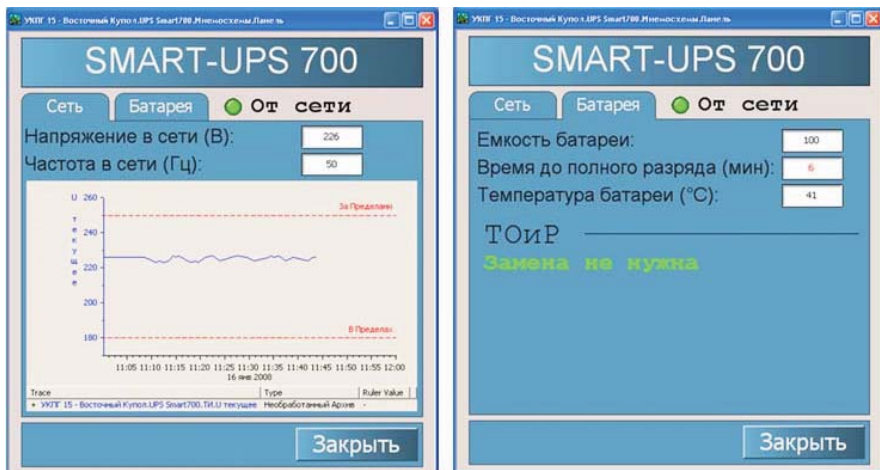 УКПГ 15 - Восточный Купол.UPS Smart700.Мнемосхемы.Панель
SMART-UPS 700
Сеть Батарея От сети
Напряжение в сети (В): 226
Частота в сети (Гц): 50
U текущее
260
240
220
200
180
За Пределами
В Пределах
11:05 11:10 11:15 11:20 11:25 11:30 11:35 11:40 11:45 11:50 11:55 12:00
16 янв 2008
Trace Type Ruler Value
УКПГ 15 - Восточный Купол.UPS Smart700.ТИ.U текущее Необработанный Архив -
Закрыть
УКПГ 15 - Восточный Купол.UPS Smart700.Мнемосхемы.Панель
SMART-UPS 700
Сеть Батарея От сети
Емкость батареи: 100
Время до полного разряда (мин): 6
Температура батареи (°C): 41
ТОиР
Замена не нужна
Закрыть